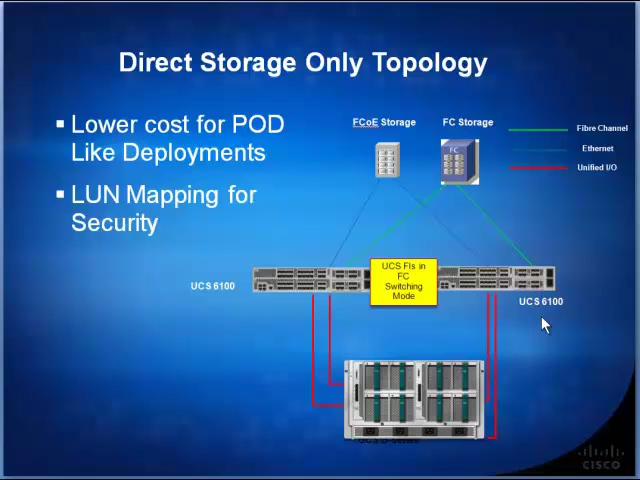 Direct Storage Only Topology
▪ Lower cost for POD
Like Deployments
▪ LUN Mapping for
Security
FCoE Storage
FC Storage
Fibre Channel
Ethernet
Unified I/O
FC
UCS 6100
UCS FIs in
FC
Switching
Mode
UCS 6100
CISCO